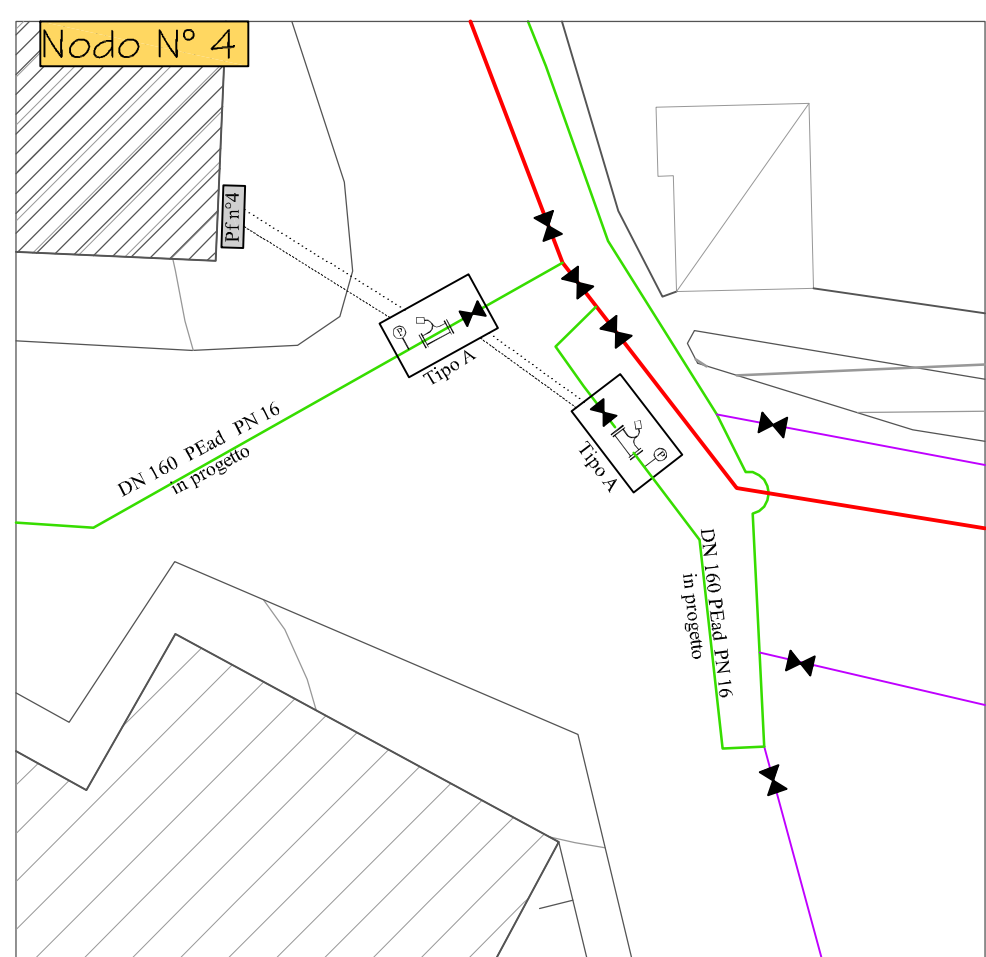 Nodo N° 4
Pf n°4
P
Tipo A
DN 160 PEad PN 16
in progetto
P
Tipo A
DN 160 PEad PN 16
in progetto